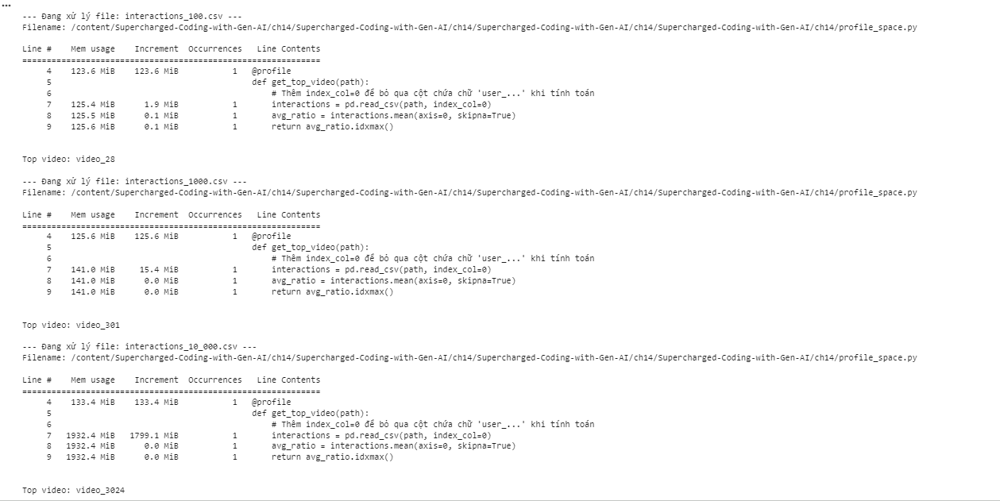 ...
--- Đang xử lý file: interactions_100.csv ---
Filename: /content/Supercharged-Coding-with-Gen-AI/ch14/Supercharged-Coding-with-Gen-AI/ch14/Supercharged-Coding-with-Gen-AI/ch14/Supercharged-Coding-with-Gen-AI/ch14/profile_space.py
Line #    Mem usage    Increment  Occurrences   Line Contents
=============================================================
     4    123.6 MiB    123.6 MiB           1   @profile
     5                                         def get_top_video(path):
     6                                             # Thêm index_col=0 để bỏ qua cột chứa chữ 'user_...' khi tính toán
     7    125.4 MiB      1.9 MiB           1       interactions = pd.read_csv(path, index_col=0)
     8    125.5 MiB      0.1 MiB           1       avg_ratio = interactions.mean(axis=0, skipna=True)
     9    125.6 MiB      0.1 MiB           1       return avg_ratio.idxmax()
Top video: video_28
--- Đang xử lý file: interactions_1000.csv ---
Filename: /content/Supercharged-Coding-with-Gen-AI/ch14/Supercharged-Coding-with-Gen-AI/ch14/Supercharged-Coding-with-Gen-AI/ch14/Supercharged-Coding-with-Gen-AI/ch14/profile_space.py
Line #    Mem usage    Increment  Occurrences   Line Contents
=============================================================
     4    125.6 MiB    125.6 MiB           1   @profile
     5                                         def get_top_video(path):
     6                                             # Thêm index_col=0 để bỏ qua cột chứa chữ 'user_...' khi tính toán
     7    141.0 MiB     15.4 MiB           1       interactions = pd.read_csv(path, index_col=0)
     8    141.0 MiB      0.0 MiB           1       avg_ratio = interactions.mean(axis=0, skipna=True)
     9    141.0 MiB      0.0 MiB           1       return avg_ratio.idxmax()
Top video: video_301
--- Đang xử lý file: interactions_10_000.csv ---
Filename: /content/Supercharged-Coding-with-Gen-AI/ch14/Supercharged-Coding-with-Gen-AI/ch14/Supercharged-Coding-with-Gen-AI/ch14/Supercharged-Coding-with-Gen-AI/ch14/profile_space.py
Line #    Mem usage    Increment  Occurrences   Line Contents
=============================================================
     4    133.4 MiB    133.4 MiB           1   @profile
     5                                         def get_top_video(path):
     6                                             # Thêm index_col=0 để bỏ qua cột chứa chữ 'user_...' khi tính toán
     7   1932.4 MiB   1799.1 MiB           1       interactions = pd.read_csv(path, index_col=0)
     8   1932.4 MiB      0.0 MiB           1       avg_ratio = interactions.mean(axis=0, skipna=True)
     9   1932.4 MiB      0.0 MiB           1       return avg_ratio.idxmax()
Top video: video_3024